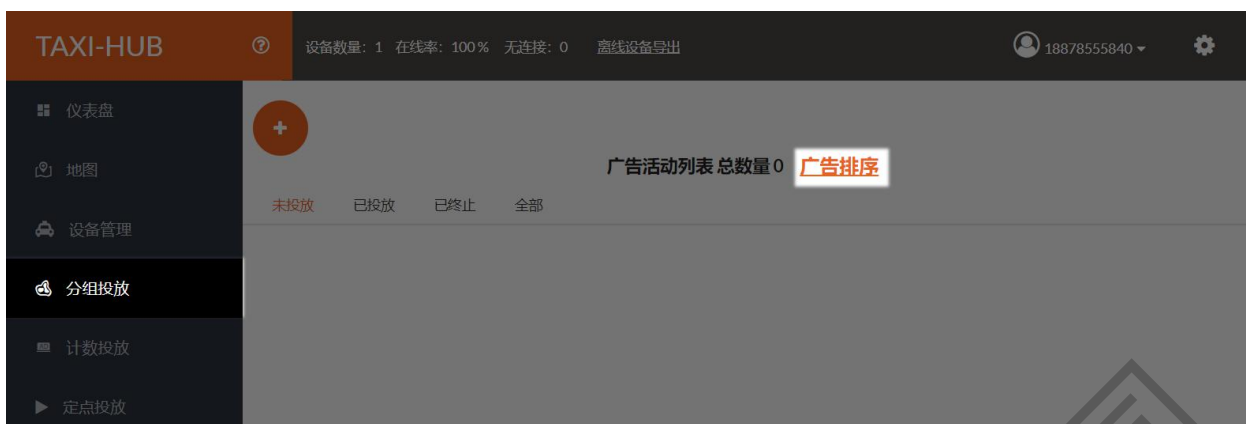 TAXI-HUB
设备数量: 1 在线率: 100% 无连接: 0 离线设备导出
18878555840
仪表盘
地图
设备管理
分组投放
计数投放
定点投放
广告活动列表 总数量0 广告排序
未投放 已投放 已终止 全部